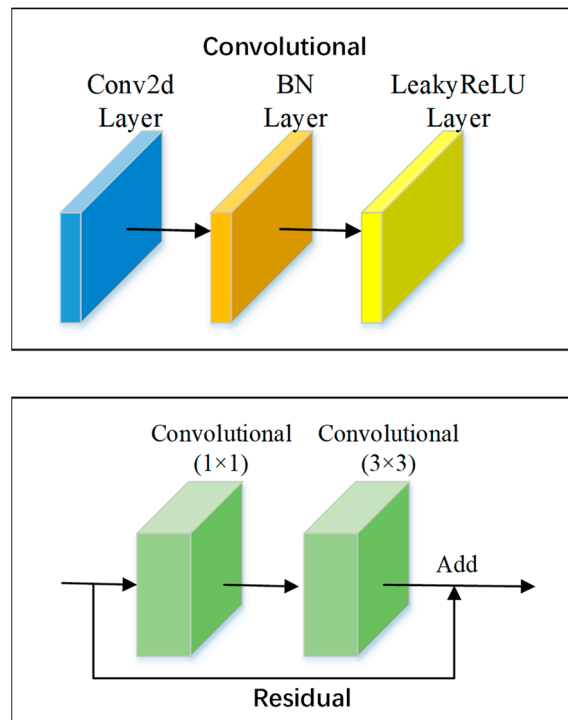 Convolutional
Conv2d BN LeakyReLU
Layer Layer Layer
Convolutional Convolutional
(1×1) (3×3)
Add
Residual